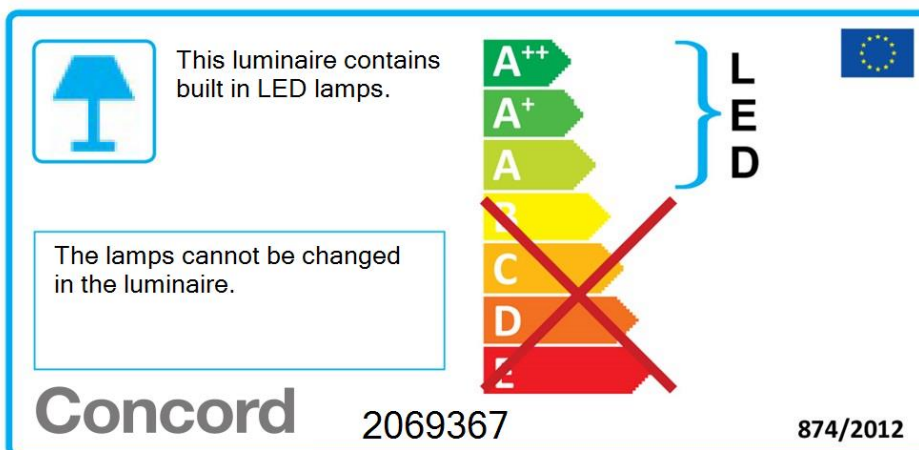 This luminaire contains
built in LED lamps.
The lamps cannot be changed
in the luminaire.
A++
A+
A
B
C
D
E
L
E
D
Concord
2069367
874/2012